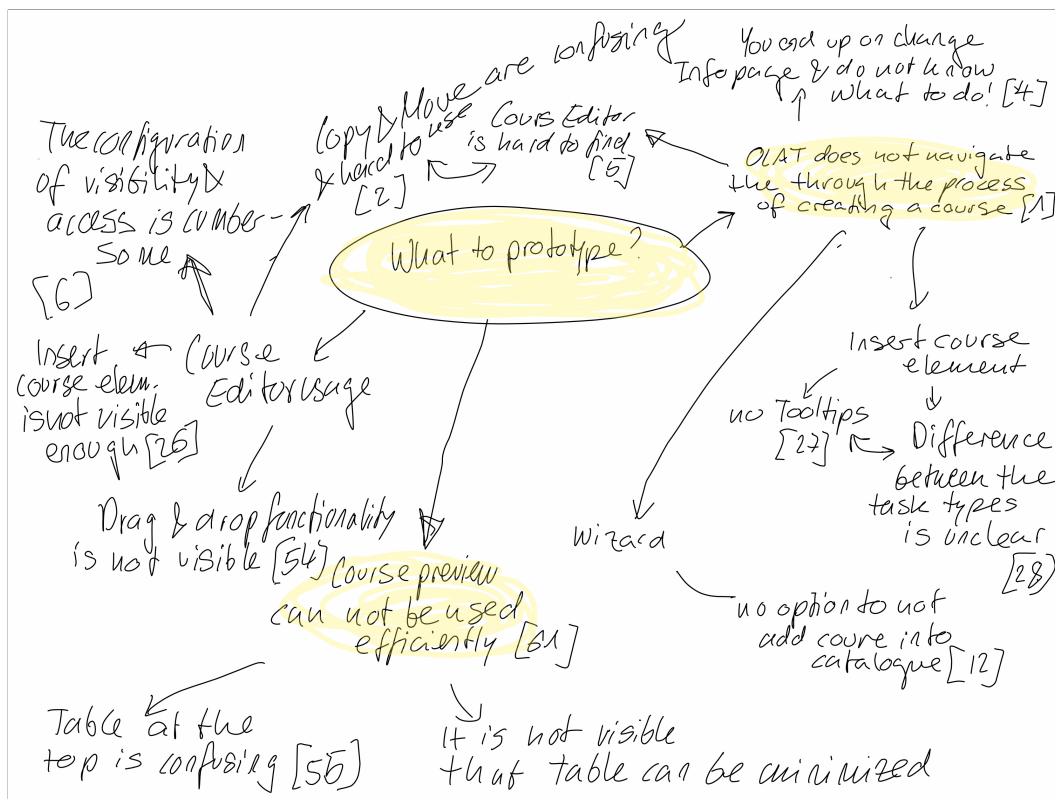 You end up on change
Infopage & do not know
what to do! [4]
Copy & Move are confusing
& hard to use
[2]
Cours Editor
is hard to find
[5]
The configuration
of visibility &
access is cumber-
some
[6]
OLAT does not navigate
the through the process
of creating a course [1]
What to prototype?
Insert
course elem.
is not visible
enough [26]
Course
Editor usage
Insert course
element
no Tooltips
[27]
Difference
between the
task types
is unclear
[28]
Drag & drop functionality
is not visible [54]
Wizard
Course preview
can not be used
efficiently [51]
no option to not
add coure into
catalogue [12]
Table at the
top is confusing [55]
It is not visible
that table can be minimized